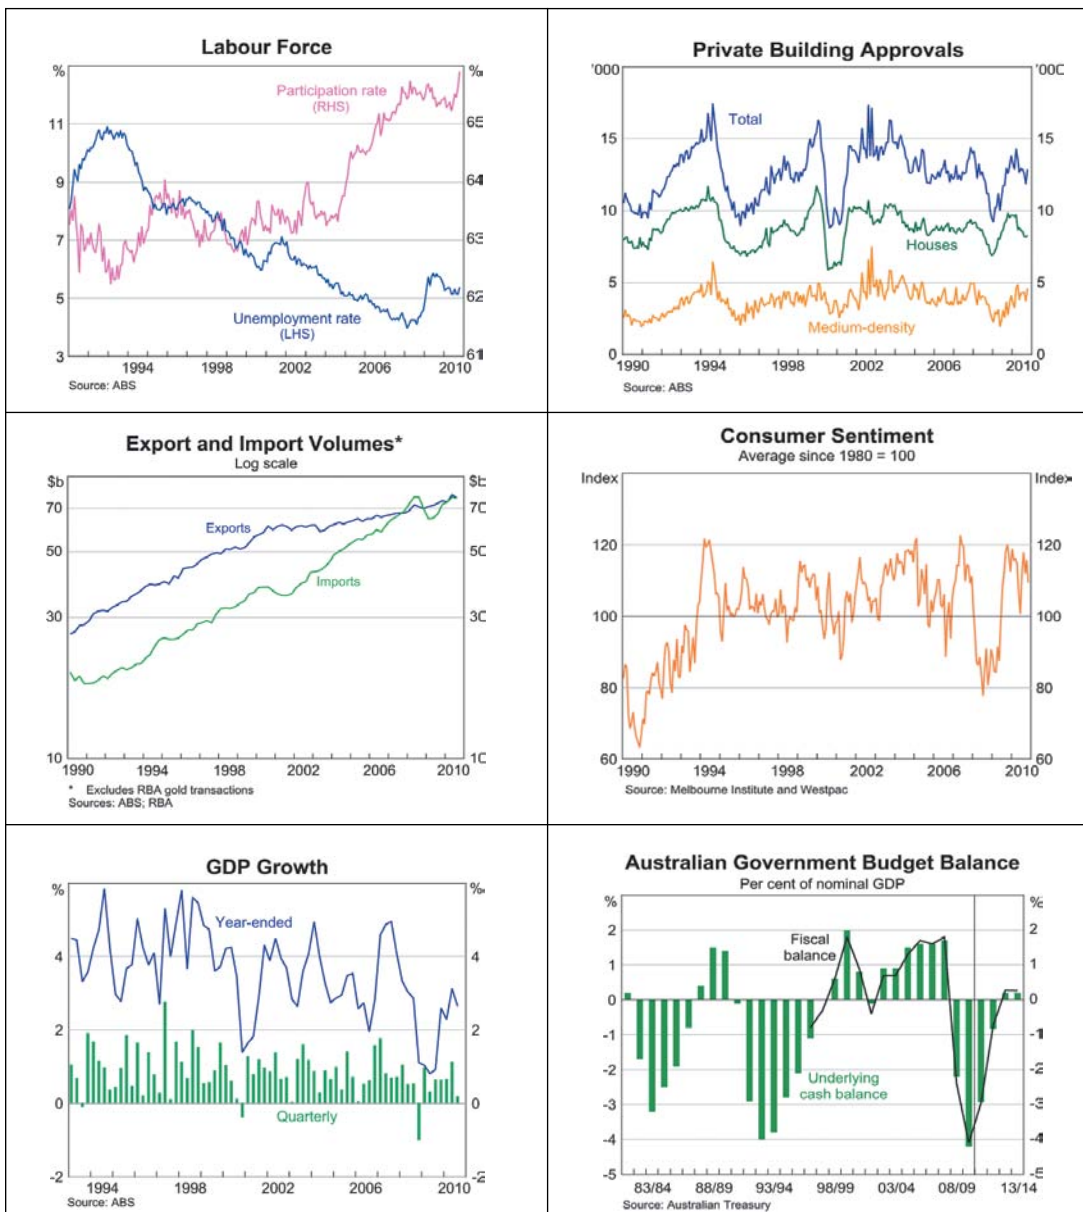 Labour Force
% %
Participation rate
(RHS)
11 65
9 64
7 63
5 62
Unemployment rate
(LHS)
3 61
1994 1998 2002 2006 2010
Source: ABS
Private Building Approvals
'000 '000
Total
15 15
10 10
Houses
5 5
Medium-density
0 0
1990 1994 1998 2002 2006 2010
Source: ABS
Export and Import Volumes*
Log scale
$b $b
70 70
Exports
50 50
Imports
30 30
10 10
1990 1994 1998 2002 2006 2010
* Excludes RBA gold transactions
Sources: ABS; RBA
Consumer Sentiment
Average since 1980 = 100
Index Index
120 120
100 100
80 80
60 60
1990 1994 1998 2002 2006 2010
Source: Melbourne Institute and Westpac
GDP Growth
% %
Year-ended
4 4
2 2
0 0
Quarterly
-2 -2
1994 1998 2002 2006 2010
Source: ABS
Australian Government Budget Balance
Per cent of nominal GDP
% %
2 2
Fiscal
balance
1 1
0 0
-1 -1
-2 -2
Underlying
cash balance
-3 -3
-4 -4
-5 -5
83/84 88/89 93/94 98/99 03/04 08/09 13/14
Source: Australian Treasury